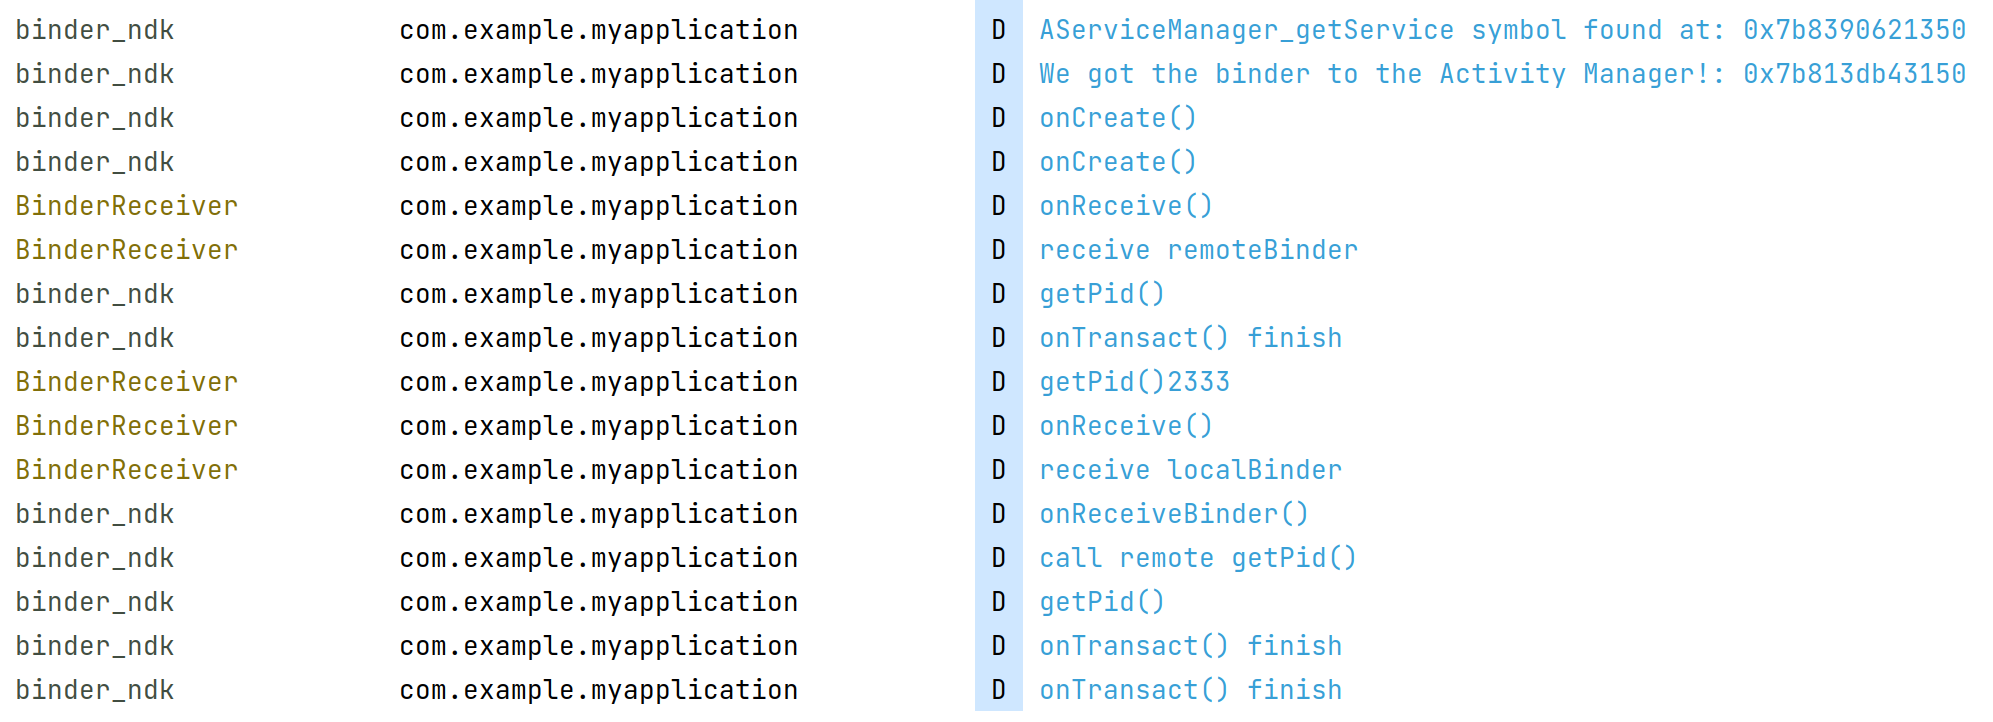 binder_ndk com.example.myapplication D AServiceManager_getService symbol found at: 0x7b8390621350
binder_ndk com.example.myapplication D We got the binder to the Activity Manager!: 0x7b813db43150
binder_ndk com.example.myapplication D onCreate()
binder_ndk com.example.myapplication D onCreate()
BinderReceiver com.example.myapplication D onReceive()
BinderReceiver com.example.myapplication D receive remoteBinder
binder_ndk com.example.myapplication D getPid()
binder_ndk com.example.myapplication D onTransact() finish
BinderReceiver com.example.myapplication D getPid()2333
BinderReceiver com.example.myapplication D onReceive()
BinderReceiver com.example.myapplication D receive localBinder
binder_ndk com.example.myapplication D onReceiveBinder()
binder_ndk com.example.myapplication D call remote getPid()
binder_ndk com.example.myapplication D getPid()
binder_ndk com.example.myapplication D onTransact() finish
binder_ndk com.example.myapplication D onTransact() finish